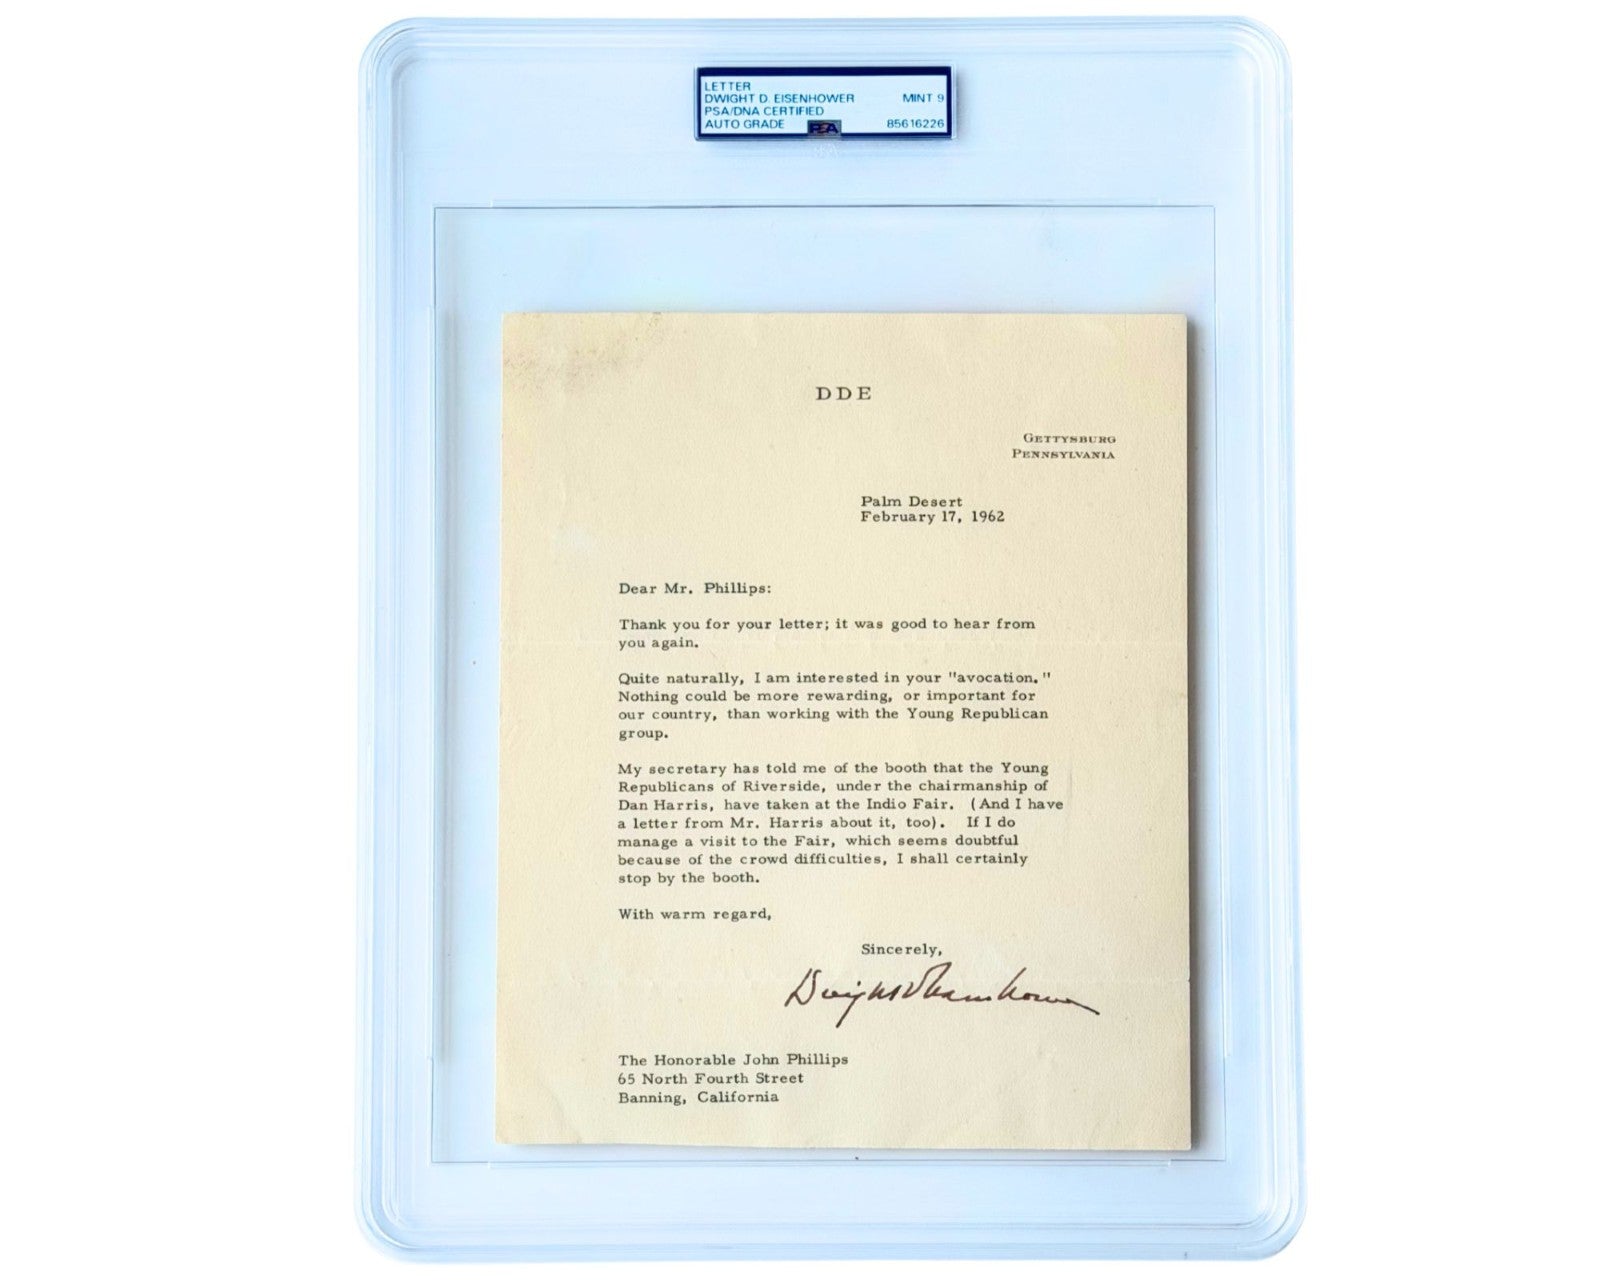 LETTER
DWIGHT D. EISENHOWER MINT 9
PSA/DNA CERTIFIED
AUTO GRADE PSA 85616226
DDE
GETTYSBURG
PENNSYLVANIA
Palm Desert
February 17, 1962
Dear Mr. Phillips:
Thank you for your letter; it was good to hear from
you again.
Quite naturally, I am interested in your "avocation."
Nothing could be more rewarding, or important for
our country, than working with the Young Republican
group.
My secretary has told me of the booth that the Young
Republicans of Riverside, under the chairmanship of
Dan Harris, have taken at the Indio Fair. (And I have
a letter from Mr. Harris about it, too). If I do
manage a visit to the Fair, which seems doubtful
because of the crowd difficulties, I shall certainly
stop by the booth.
With warm regard,
Sincerely,
Dwight D Eisenhower
The Honorable John Phillips
65 North Fourth Street
Banning, California